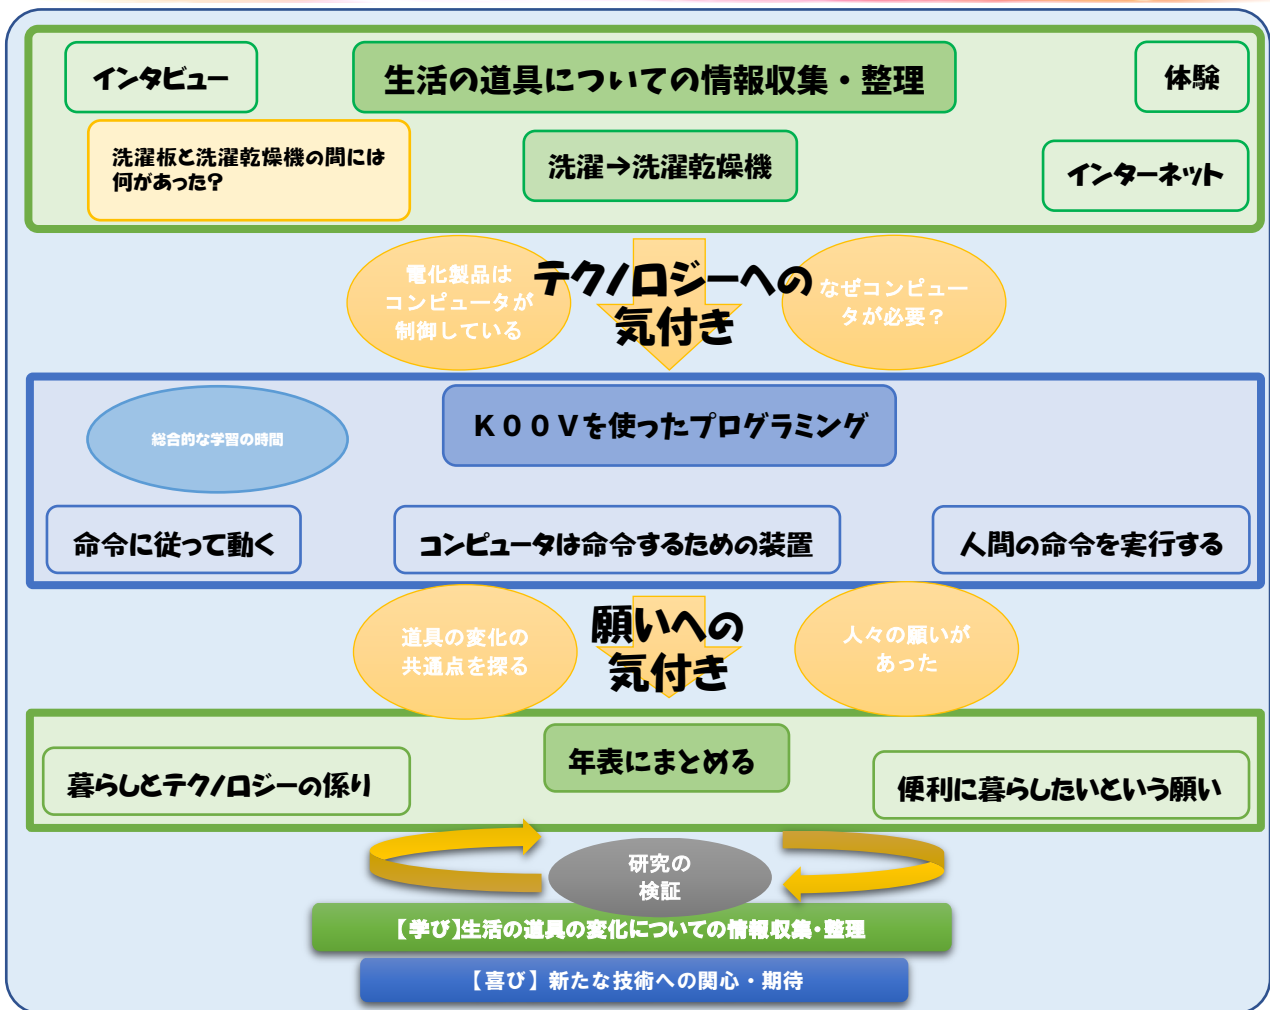 インタビュー
生活の道具についての情報収集・整理
体験
洗濯板と洗濯乾燥機の間には
何があった？
洗濯→洗濯乾燥機
インターネット
電化製品は
コンピュータが
制御している
テクノロジーへの
気付き
なぜコンピュー
タが必要？
総合的な学習の時間
ＫＯＯＶを使ったプログラミング
命令に従って動く
コンピュータは命令するための装置
人間の命令を実行する
道具の変化の
共通点を探る
願いへの
気付き
人々の願いが
あった
暮らしとテクノロジーの係り
年表にまとめる
便利に暮らしたいという願い
研究の
検証
【学び】生活の道具の変化についての情報収集・整理
【喜び】新たな技術への関心・期待